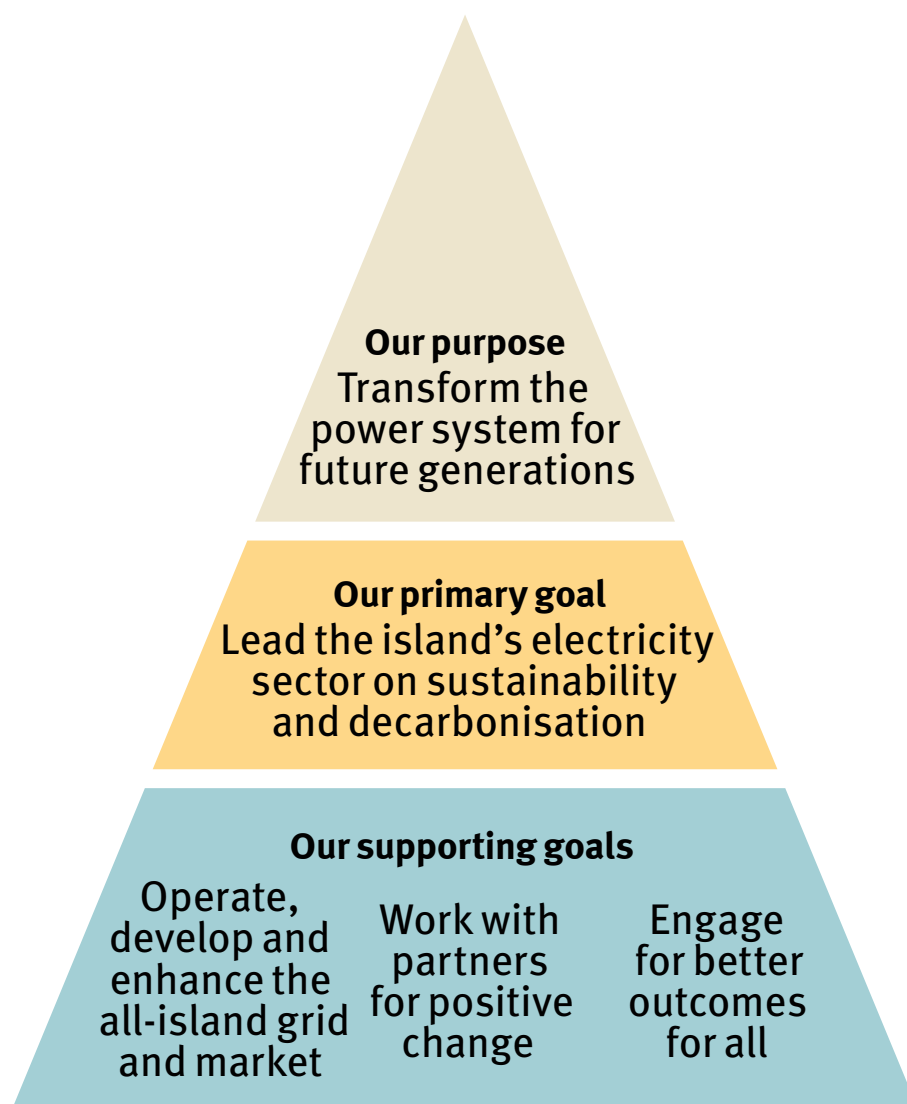 Our purpose
Transform the
power system for
future generations
Our primary goal
Lead the island’s electricity
sector on sustainability
and decarbonisation
Our supporting goals
Operate,
develop and
enhance the
all-island grid
and market
Work with
partners
for positive
change
Engage
for better
outcomes
for all